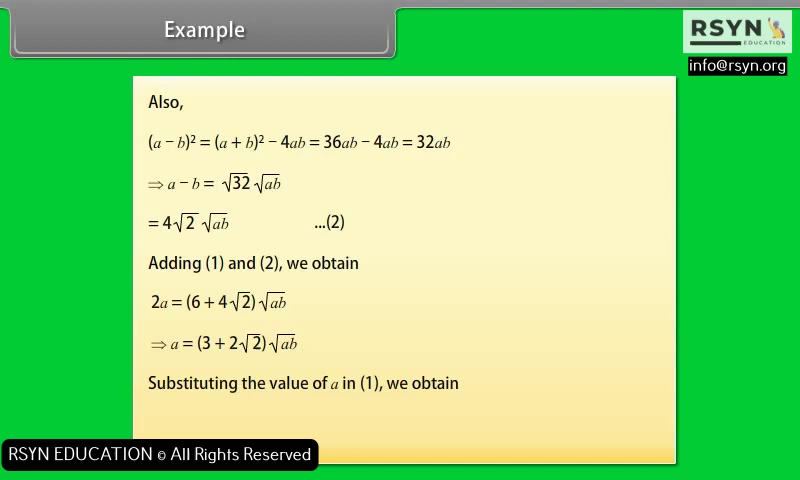 Example
RSYN
EDUCATION
info@rsyn.org
Also,
(a − b)² = (a + b)² − 4ab = 36ab − 4ab = 32ab
⇒ a − b = √32 √ab
= 4√2 √ab ...(2)
Adding (1) and (2), we obtain
2a = (6 + 4√2)√ab
⇒ a = (3 + 2√2)√ab
Substituting the value of a in (1), we obtain
RSYN EDUCATION © All Rights Reserved